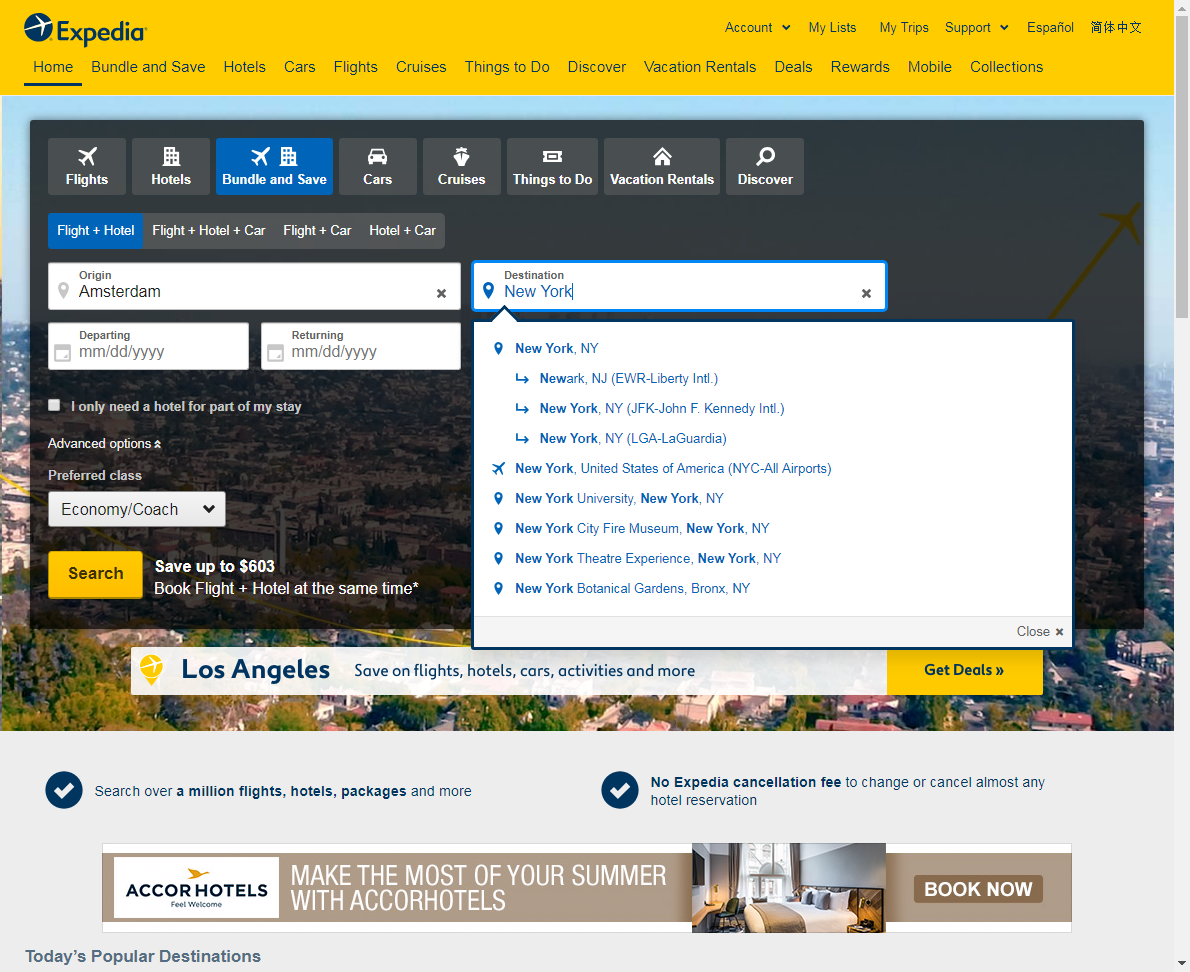 Expedia
Account My Lists My Trips Support Español 简体中文
Home Bundle and Save Hotels Cars Flights Cruises Things to Do Discover Vacation Rentals Deals Rewards Mobile Collections
Flights Hotels Bundle and Save Cars Cruises Things to Do Vacation Rentals Discover
Flight + Hotel Flight + Hotel + Car Flight + Car Hotel + Car
Origin
Amsterdam
Destination
New York
Departing
mm/dd/yyyy
Returning
mm/dd/yyyy
I only need a hotel for part of my stay
Advanced options
Preferred class
Economy/Coach
Search
Save up to $603
Book Flight + Hotel at the same time*
New York, NY
Newark, NJ (EWR-Liberty Intl.)
New York, NY (JFK-John F. Kennedy Intl.)
New York, NY (LGA-LaGuardia)
New York, United States of America (NYC-All Airports)
New York University, New York, NY
New York City Fire Museum, New York, NY
New York Theatre Experience, New York, NY
New York Botanical Gardens, Bronx, NY
Close
Los Angeles Save on flights, hotels, cars, activities and more Get Deals »
Search over a million flights, hotels, packages and more
No Expedia cancellation fee to change or cancel almost any
hotel reservation
ACCORHOTELS
Feel Welcome
MAKE THE MOST OF YOUR SUMMER
WITH ACCORHOTELS
BOOK NOW
Today's Popular Destinations